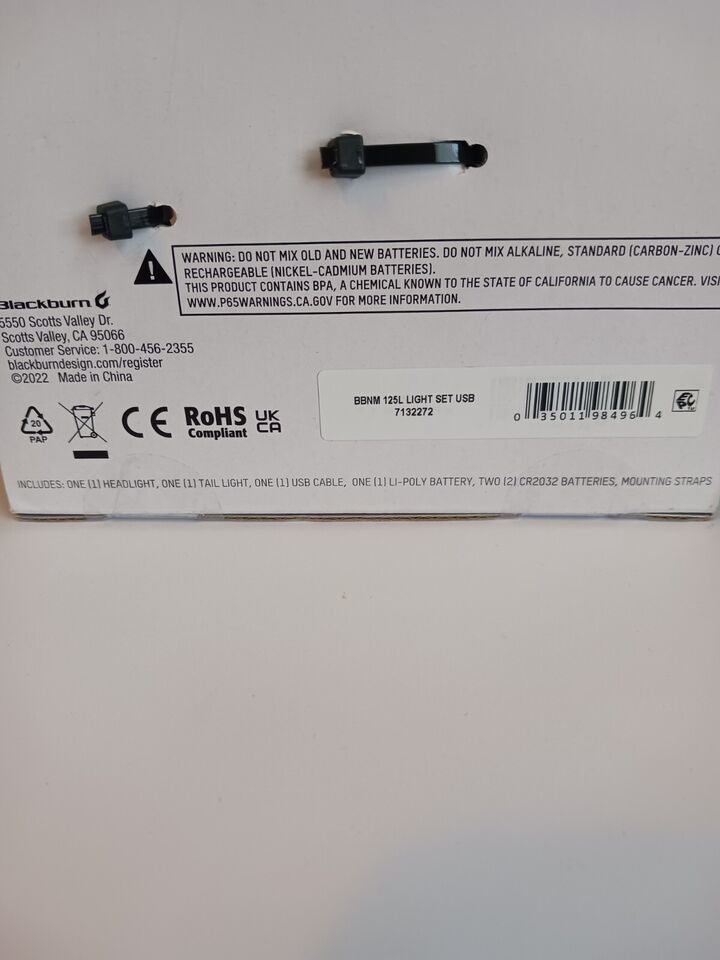 WARNING: DO NOT MIX OLD AND NEW BATTERIES. DO NOT MIX ALKALINE, STANDARD (CARBON-ZINC)
RECHARGEABLE (NICKEL-CADMIUM BATTERIES).
THIS PRODUCT CONTAINS BPA, A CHEMICAL KNOWN TO THE STATE OF CALIFORNIA TO CAUSE CANCER. VISI
WWW.P65WARNINGS.CA.GOV FOR MORE INFORMATION.
Blackburn
5550 Scotts Valley Dr.
Scotts Valley, CA 95066
Customer Service: 1-800-456-2355
blackburndesign.com/register
©2022 Made in China
20
PAP
CE
RoHS
Compliant
UK
CA
BBNM 125L LIGHT SET USB
7132272
0 35011 98496 4
INCLUDES: ONE (1) HEADLIGHT, ONE (1) TAIL LIGHT, ONE (1) USB CABLE, ONE (1) LI-POLY BATTERY, TWO (2) CR2032 BATTERIES, MOUNTING STRAPS